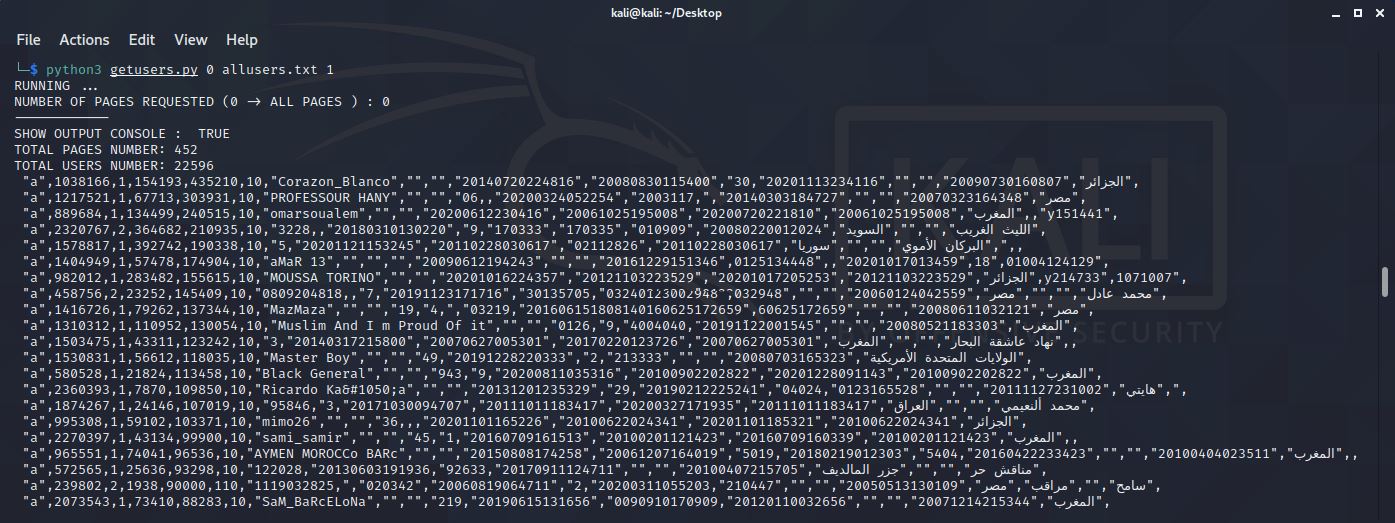 kali@kali: ~/Desktop
File Actions Edit View Help
└─$ python3 getusers.py 0 allusers.txt 1
RUNNING ...
NUMBER OF PAGES REQUESTED (0 → ALL PAGES ) : 0
─────────────
SHOW OUTPUT CONSOLE :  TRUE
TOTAL PAGES NUMBER: 452
TOTAL USERS NUMBER: 22596
"a",1038166,1,154193,435210,10,"Corazon_Blanco","","","20140720224816","20080830115400","30,"20201113234116","","","20090730160807","الجزائر",
"a",1217521,1,67713,303931,10,"PROFESSOUR HANY","","","06,,"20200324052254","2003117,","20140303184727","","","20070323164348","مصر",
"a",889684,1,134499,240515,10,"omarsoualem","","","20200612230416","20061025195008","20200720221810","20061025195008","المغرب",,"y151441",
"a",2320767,2,364682,210935,10,"3228,,"20180310130220","9,"170333","170335","010909","20080220012024","السويد","","","الليث الغريب",
"a",1578817,1,392742,190338,10,"5,"20201121153245","20110228030617","02112826","20110228030617","سوريا","","","البركان الأموي","",,
"a",1404949,1,57478,174904,10,"aMaR 13","","","20090612194243","","","20161229151346","0125134448",,"20201017013459",18","01004124129
"a",982012,1,283482,155615,10,"MOUSSA TORINO","","","20201016224357","20121103223529","20201017205253","20121103223529","الجزائر",y214733",1071007",
"a",458756,2,23252,145409,10,"0809204818,,"7,"20191123171716","30135705,"03240123002948~;032948","","","20060124042559","مصر","","","محمد عادل",
"a",1416726,1,79262,137344,10,"MazMaza","","","19,"4,","03219,"201606151808140160625172659",60625172659","","","20080611032121","مصر",
"a",1310312,1,110952,130054,10,"Muslim And I m Proud Of it","","","0126,"9,"4004040,"20191122001545","","","20080521183303","المغرب",
"a",1503475,1,43311,123242,10,"3,"20140317215800","20070627005301","20170220123726","20070627005301","المغرب","","","نهاد عاشقة البحار",,
"a",1530831,1,56612,118035,10,"Master Boy","","","49,"20191228220333","2,"213333","","","20080703165323","الولايات المتحدة الأمريكية",
"a",580528,1,21824,113458,10,"Black General","","","943,"9,"20200811035316","20100902202822","20201228091143","20100902202822","المغرب",
"a",2360393,1,7870,109850,10,"Ricardo Ka&#1050;a","","","20131201235329","29,"20190212225241","04024,"0123165528","","","20111127231002","هايتي",",
"a",1874267,1,24146,107019,10,"95846,"3,"20171030094707","20111011183417","20200327171935","20111011183417","العراق","","","محمد ألنعيمي",
"a",995308,1,59102,103371,10,"mimo26","","","36,,,"20201101165226","20100622024341","20201101185321","20100622024341","الجزائر",
"a",2270397,1,43134,99900,10,"sami_samir","","","45,"1,"20160709161513","20100201121423","20160709160339","20100201121423","المغرب",,
"a",965551,1,74041,96536,10,"AYMEN MOROCCo BARc","","","20150808174258","20061207164019","5019,"20180219012303","5404,"20160422233423","","","20100404023511","المغرب",,
"a",572565,1,25636,93298,10,"122028,"20130603191936,"92633,"20170911124711","","","20100407215705","جزر المالديف","","","مناقش حر",
"a",239802,2,1938,90000,110,"1119032825,","020342","20060819064711","2,"20200311055203,"210447","","","20050513130109","مصر","مراقب","","سامح",
"a",2073543,1,73410,88283,10,"SaM_BaRcELoNa","","","219,"20190615131656","0090910170909,"20120110032656","","","20071214215344","المغرب",
KALI
SECURITY